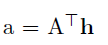 a = A⊤h